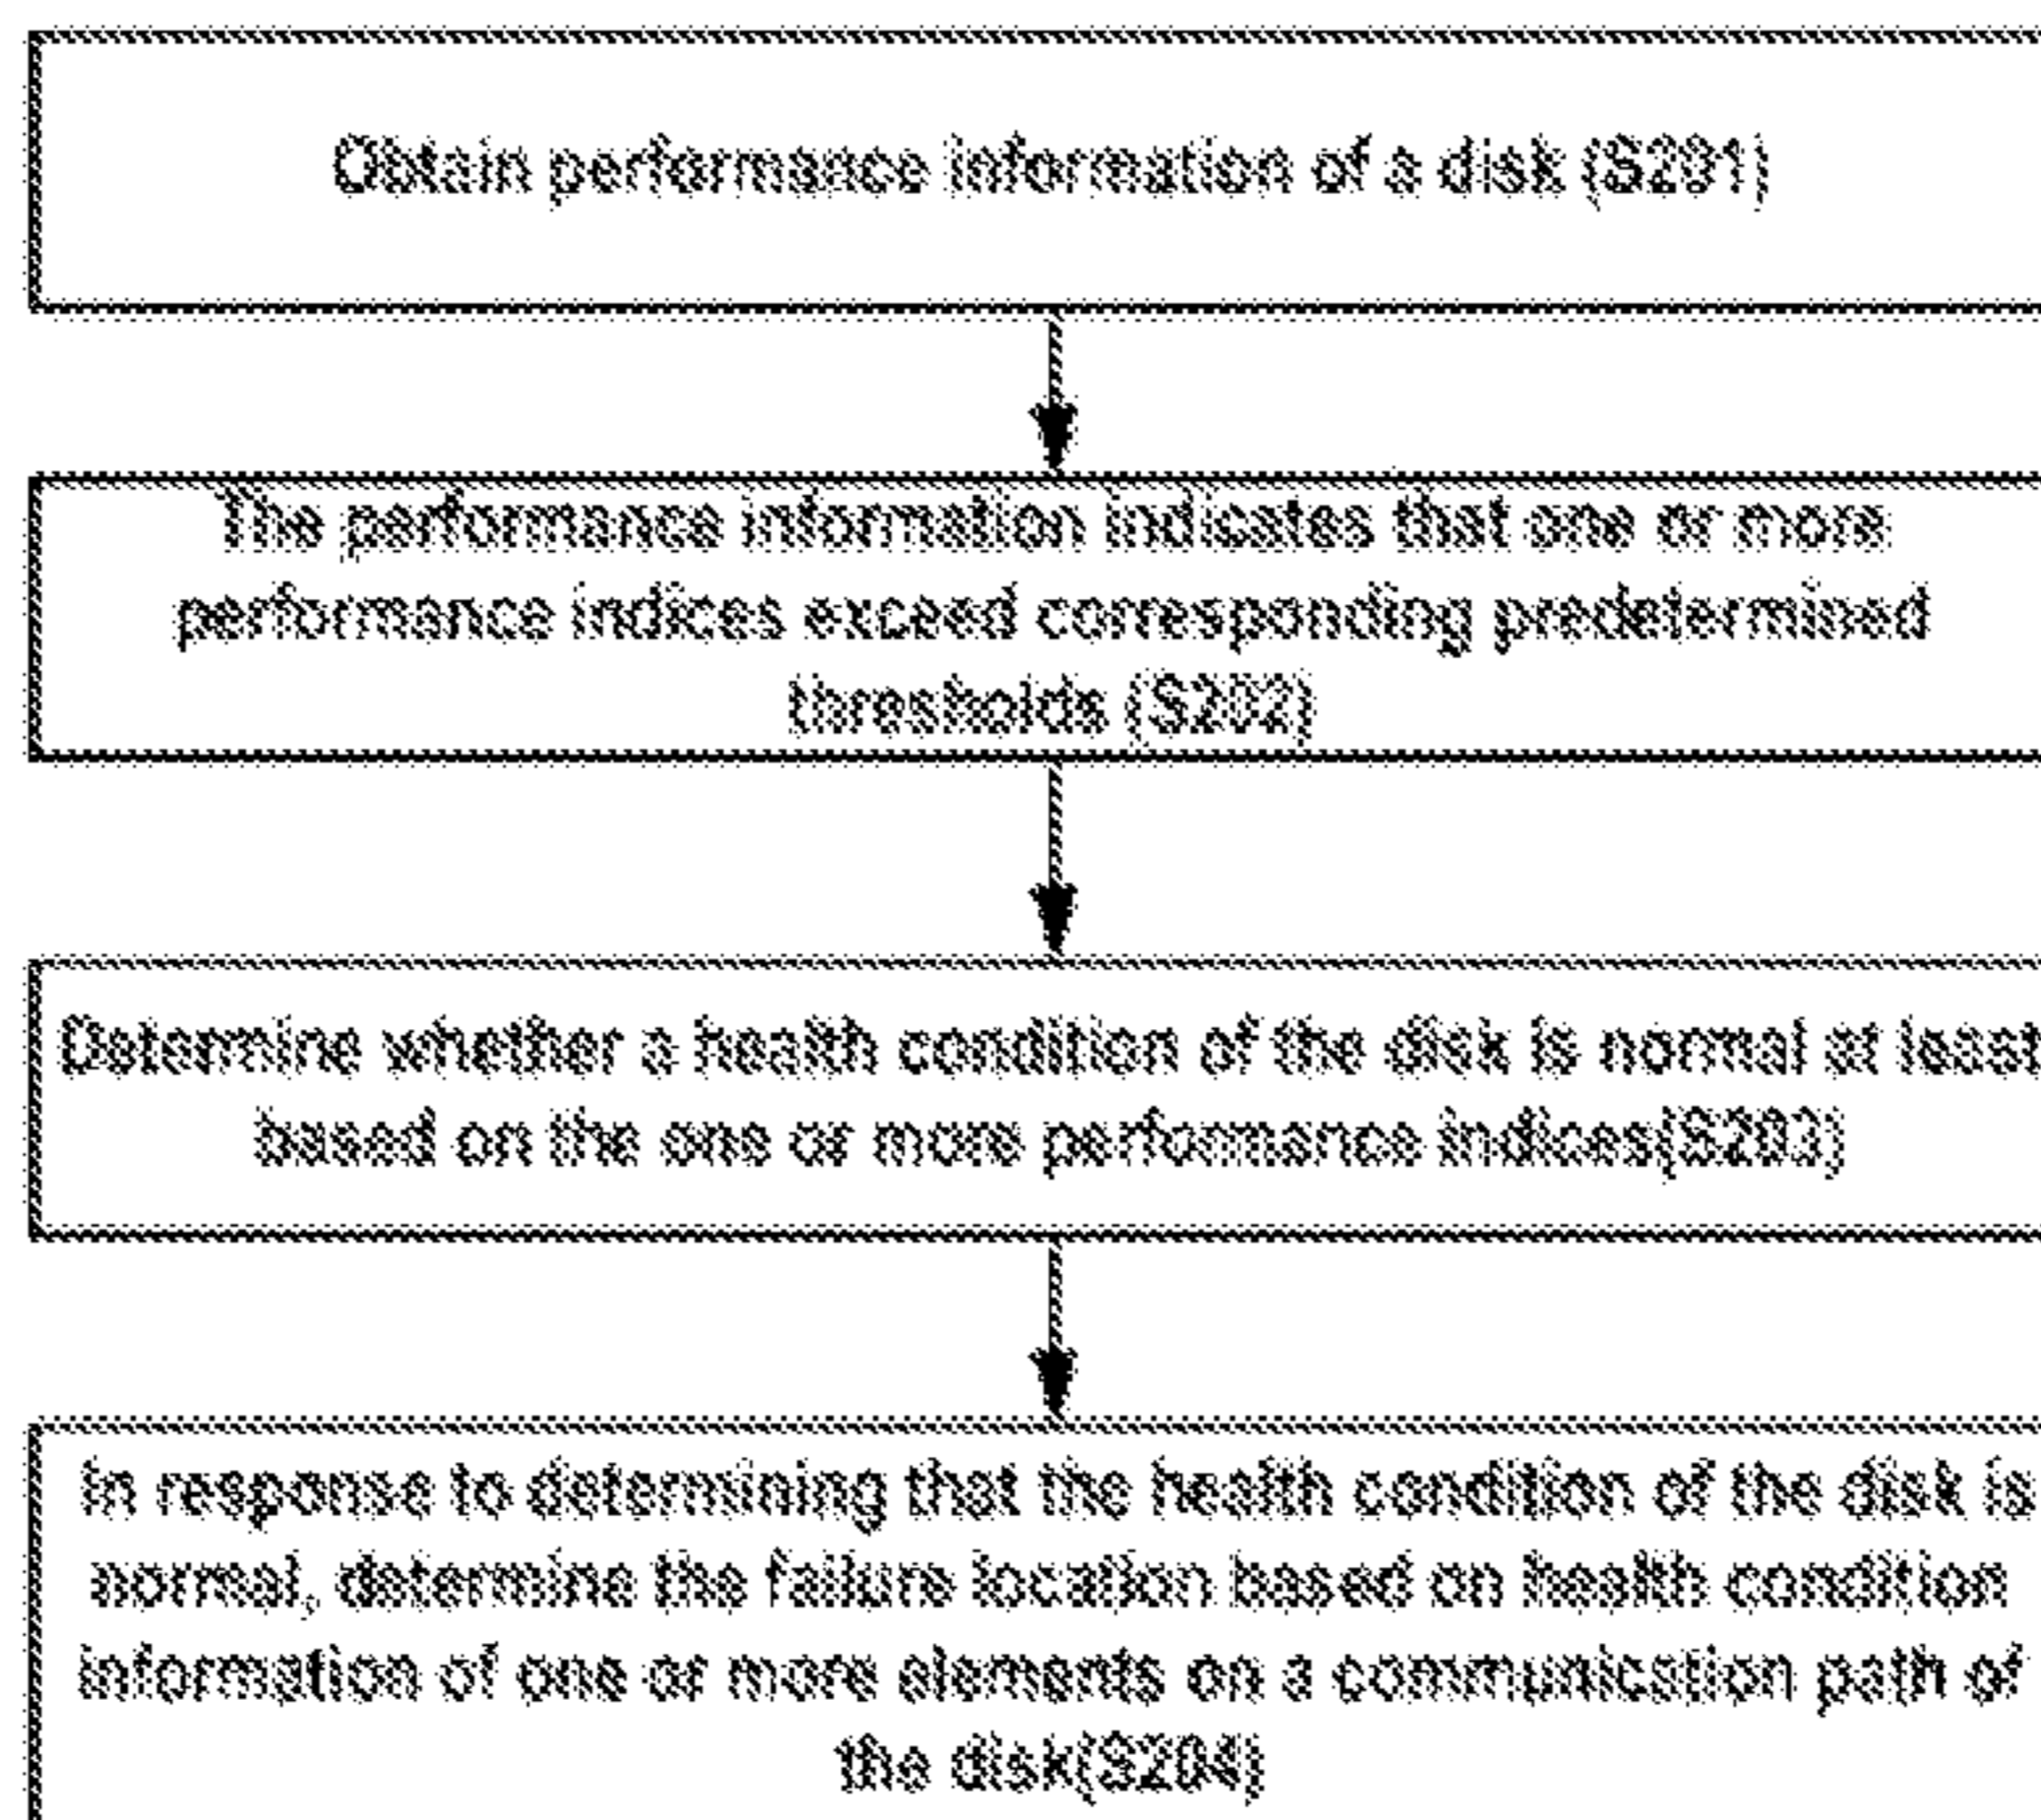 Obtain performance information of a disk (S201)
The performance information indicates that one or more
performance indices exceed corresponding predetermined
thresholds (S202)
Determine whether a health condition of the disk is normal at least
based on the one or more performance indices(S203)
In response to determining that the health condition of the disk is
normal, determine the failure location based on health condition
information of one or more elements on a communication path of
the disk(S204)